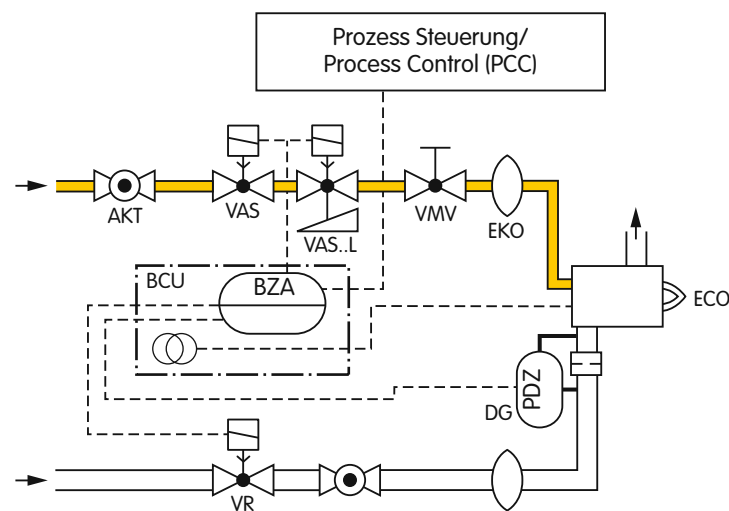 Prozess Steuerung/
Process Control (PCC)
AKT
VAS
VAS..L
VMV
EKO
BCU
BZA
ECO
PDZ
DG
VR